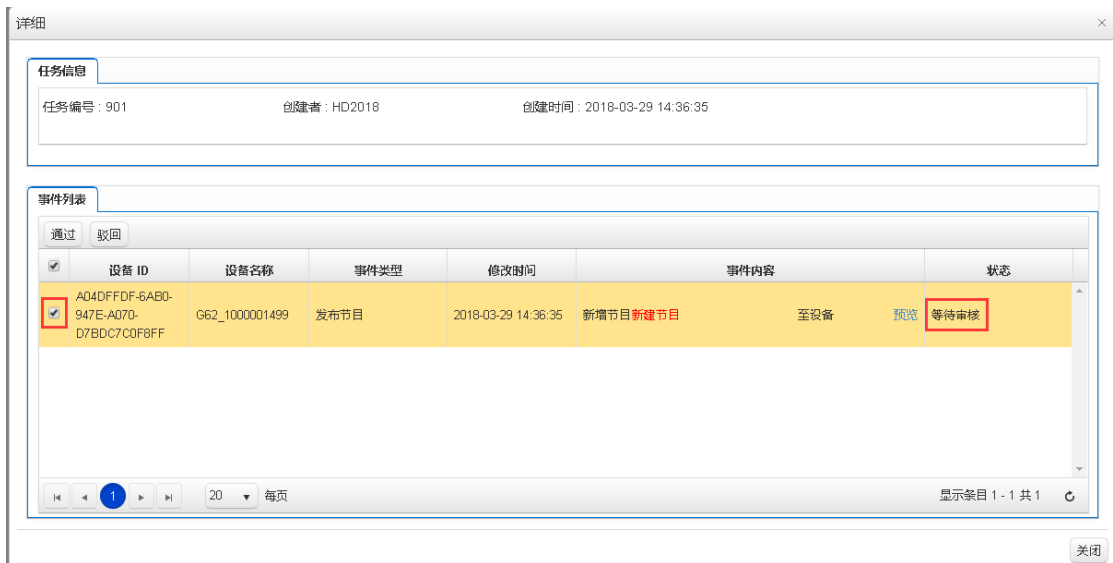 详细
任务信息
任务编号 : 901 创建者 : HD2018 创建时间 : 2018-03-29 14:36:35
事件列表
通过 驳回
设备 ID 设备名称 事件类型 修改时间 事件内容 状态
A04DFFDF-6AB0-
947E-A070-
D7BDC7C0F8FF
G62_1000001499 发布节目 2018-03-29 14:36:35 新增节目新建节目 至设备 预览 等待审核
1 20 每页 显示条目 1 - 1 共 1
关闭